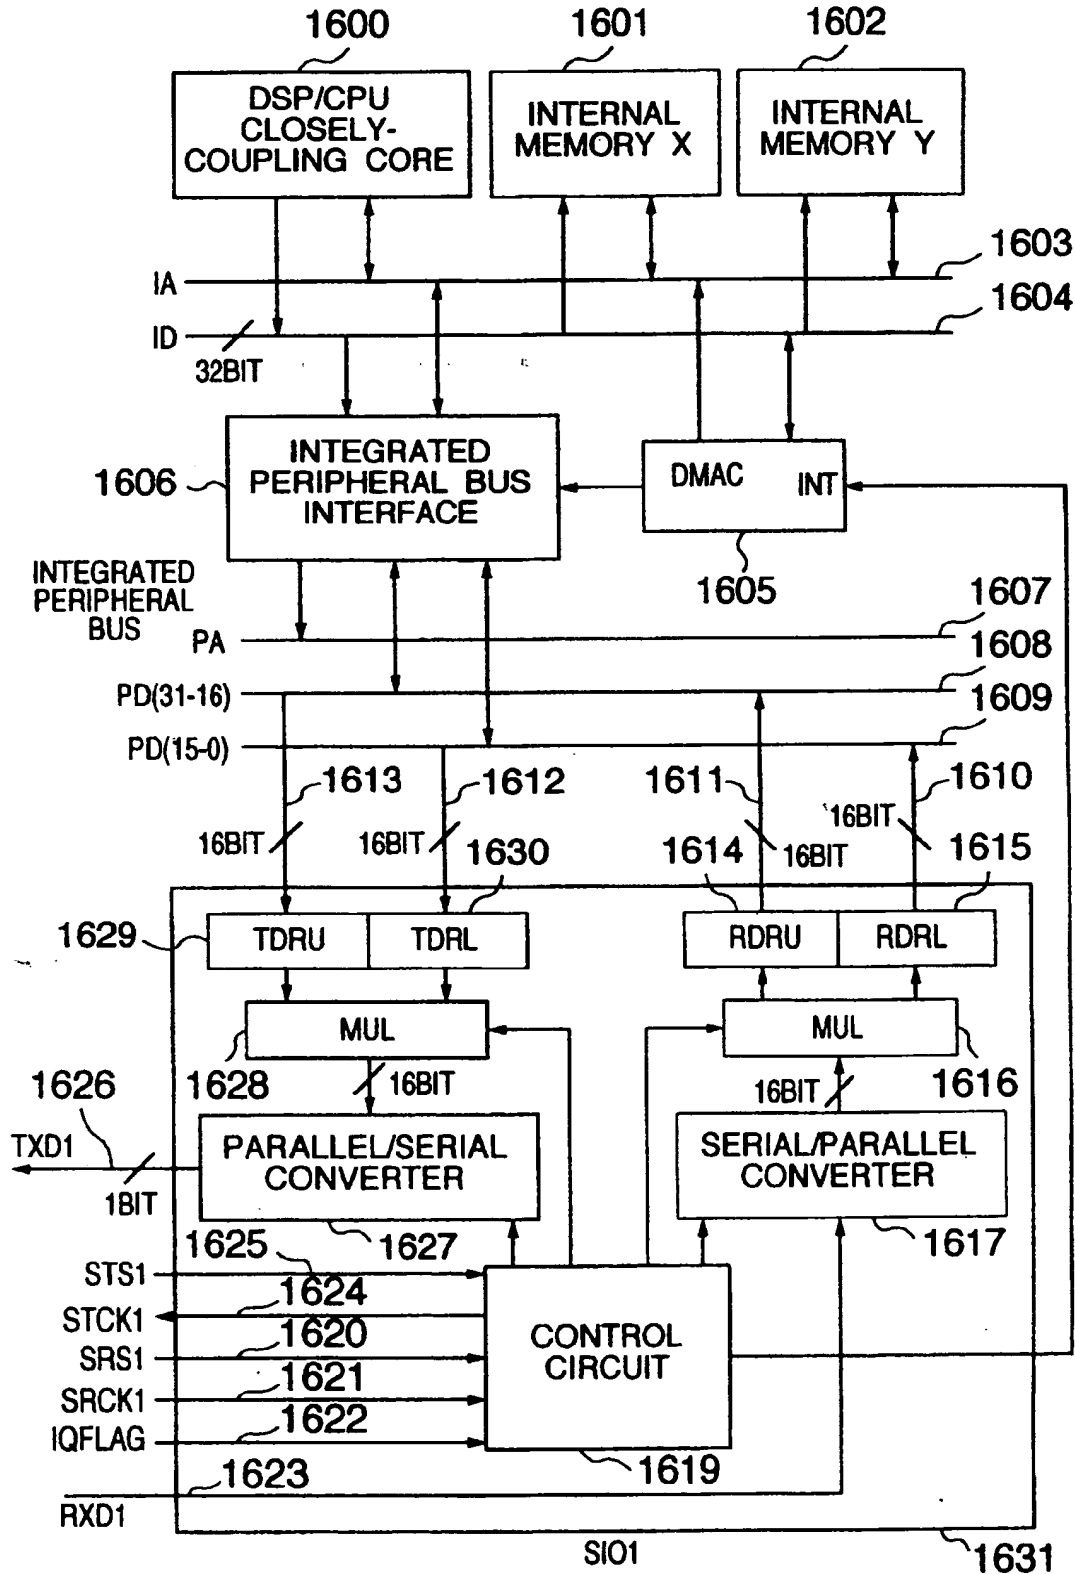 1600
1601
1602
DSP/CPU
CLOSELY-
COUPLING CORE
INTERNAL
MEMORY X
INTERNAL
MEMORY Y
1603
IA
1604
ID
32BIT
INTEGRATED
PERIPHERAL BUS
INTERFACE
1606
DMAC
INT
1605
INTEGRATED
PERIPHERAL
BUS
1607
PA
1608
PD(31-16)
1609
PD(15-0)
1613
1612
1611
1610
16BIT
16BIT
16BIT
16BIT
1630
1614
1615
1629
TDRU
TDRL
RDRU
RDRL
MUL
MUL
1628
16BIT
16BIT
1616
1626
TXD1
1BIT
PARALLEL/SERIAL
CONVERTER
SERIAL/PARALLEL
CONVERTER
1627
1617
1625
STS1
1624
STCK1
1620
SRS1
1621
SRCK1
1622
IQFLAG
CONTROL
CIRCUIT
1619
1623
RXD1
SIO1
1631